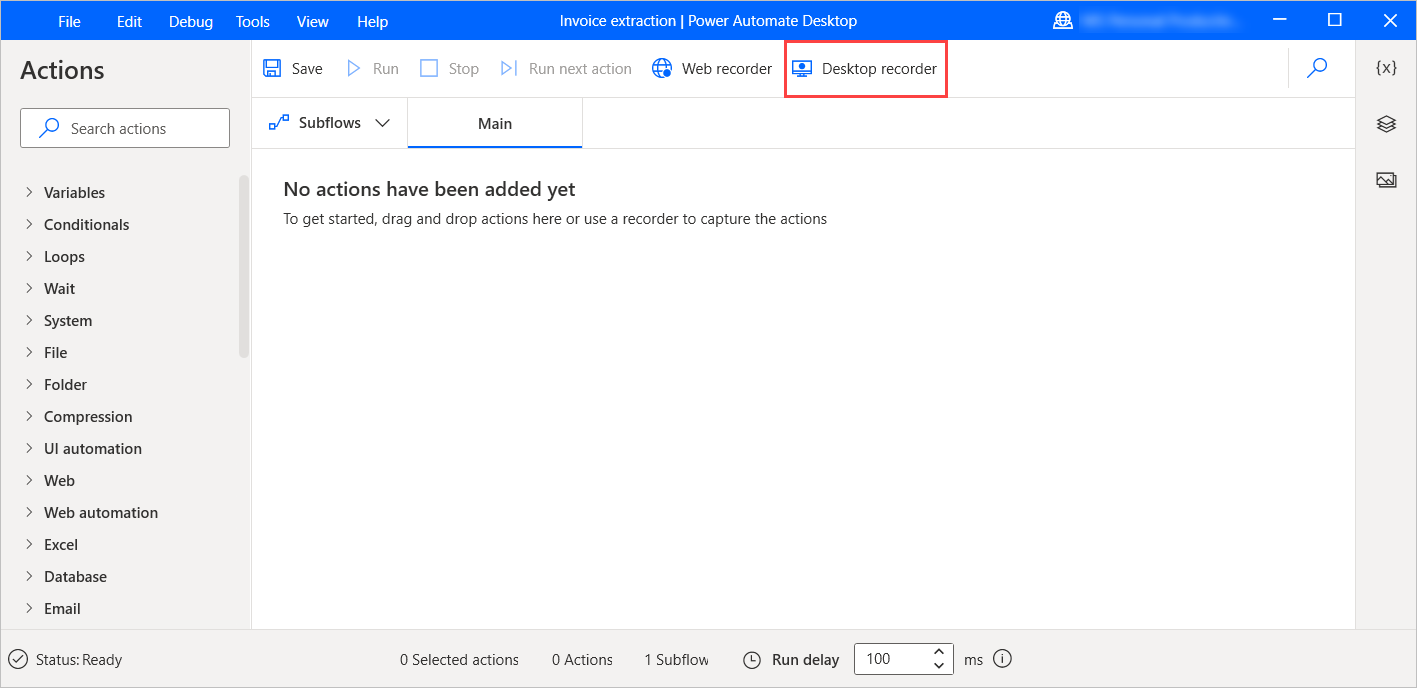 File Edit Debug Tools View Help Invoice extraction | Power Automate Desktop
Actions
Save Run Stop Run next action Web recorder Desktop recorder {x}
Search actions
Subflows Main
No actions have been added yet
To get started, drag and drop actions here or use a recorder to capture the actions
Variables
Conditionals
Loops
Wait
System
File
Folder
Compression
UI automation
Web
Web automation
Excel
Database
Email
Status: Ready 0 Selected actions 0 Actions 1 Subflow Run delay 100 ms